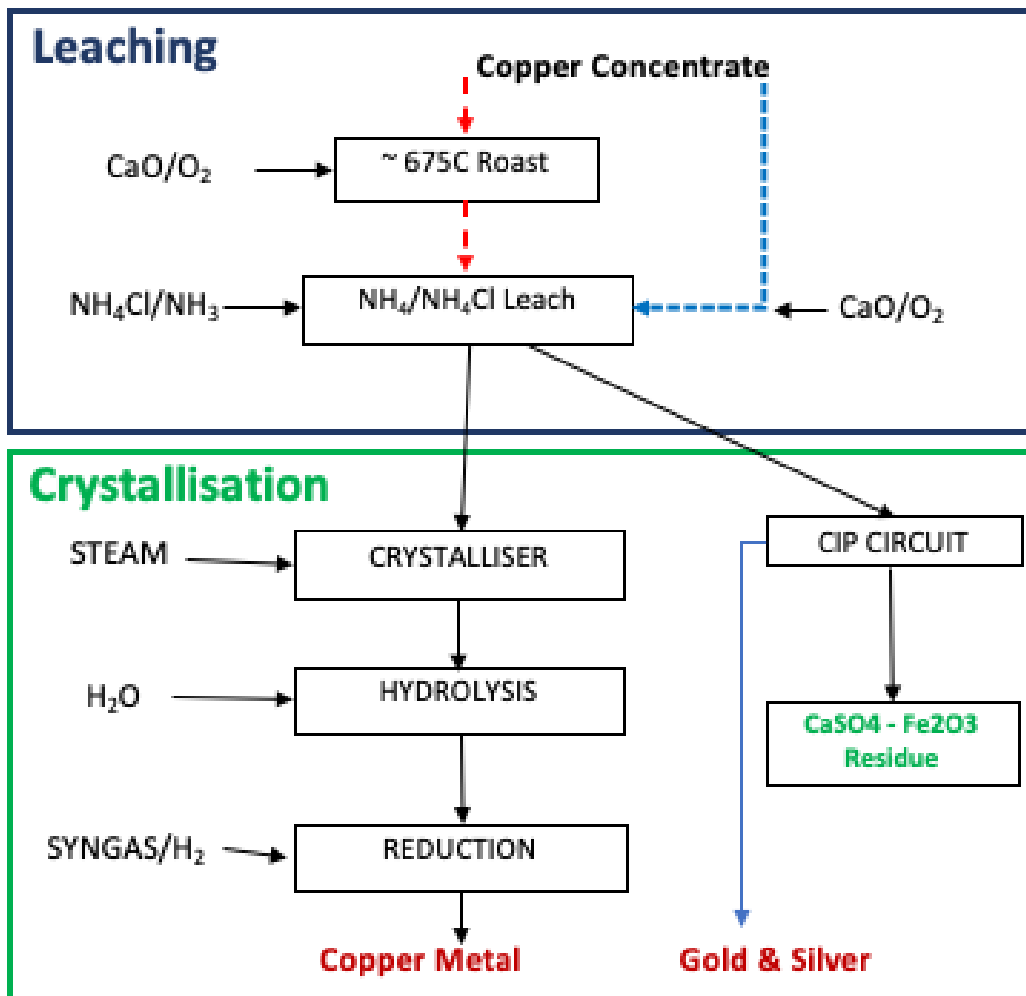 Leaching
Copper Concentrate
CaO/O₂
~ 675C Roast
NH₄Cl/NH₃
NH₄/NH₄Cl Leach
CaO/O₂
Crystallisation
STEAM
CRYSTALLISER
CIP CIRCUIT
H₂O
HYDROLYSIS
CaSO4 - Fe2O3
Residue
SYNGAS/H₂
REDUCTION
Copper Metal
Gold & Silver